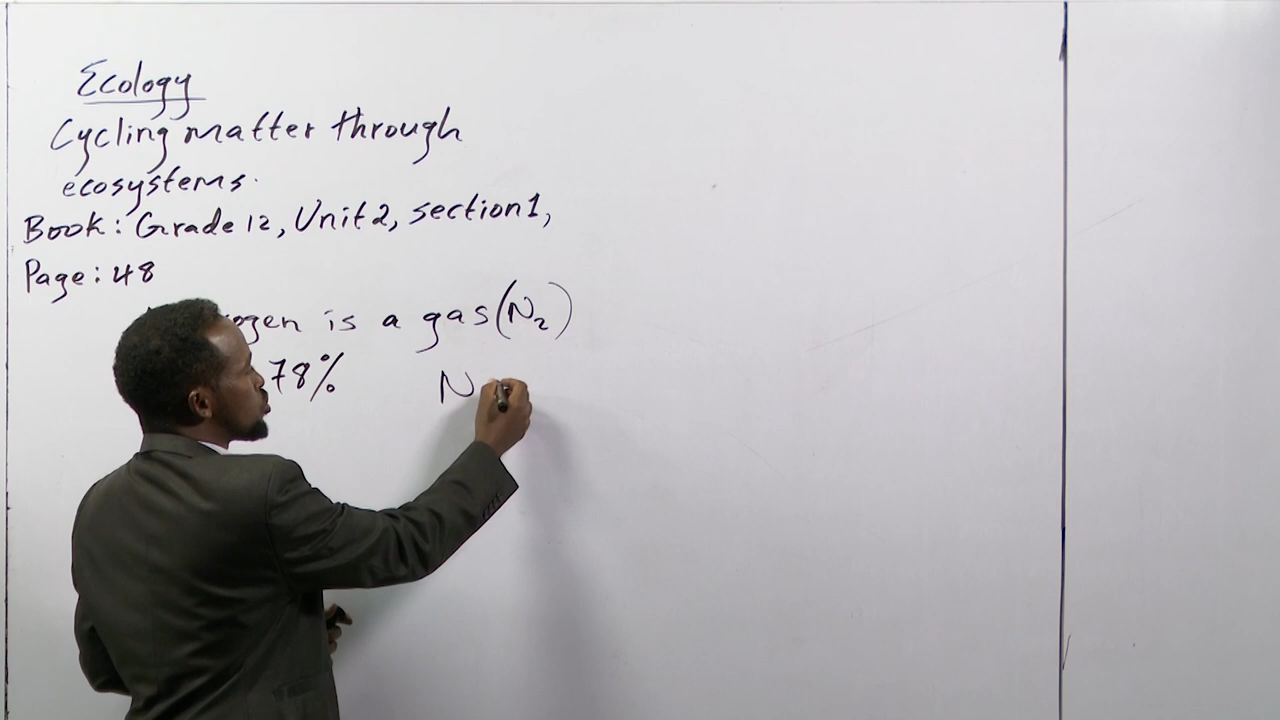 Ecology
Cycling matter through
ecosystems.
Book: Grade 12, Unit 2, section 1,
Page: 48
is a gas (N₂)
78% N